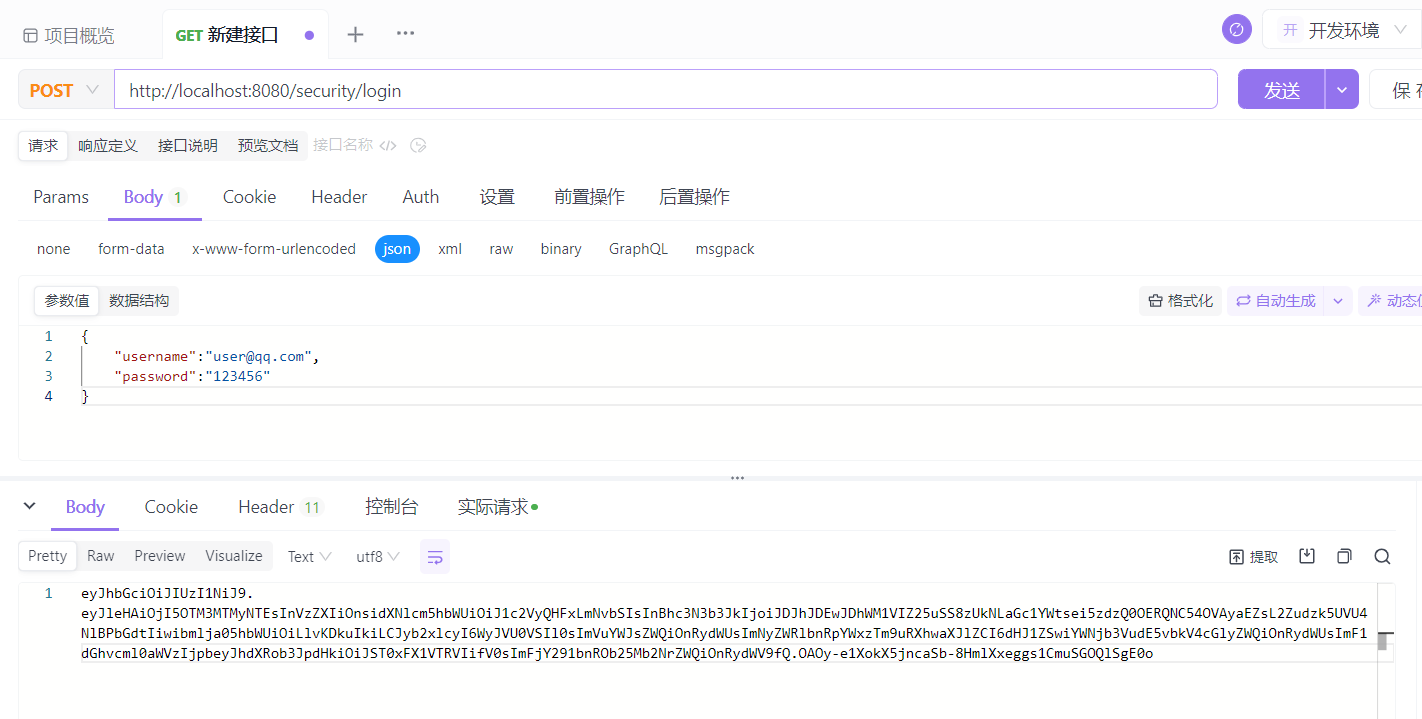 项目概览 GET 新建接口 开 开发环境
POST http://localhost:8080/security/login 发送 保 存
请求 响应定义 接口说明 预览文档 接口名称
Params Body 1 Cookie Header Auth 设置 前置操作 后置操作
none form-data x-www-form-urlencoded json xml raw binary GraphQL msgpack
参数值 数据结构 格式化 自动生成 动态
1 {
2 "username":"user@qq.com",
3 "password":"123456"
4 }
Body Cookie Header 11 控制台 实际请求
Pretty Raw Preview Visualize Text utf8 提取
1 eyJhbGciOiJIUzI1NiJ9.
eyJleHAiOjI5OTM3MTMyNTEsInVzZXIiOnsidXNlcm5hbWUiOiJ1c2VyQHFxLmNvbSIsInBhc3N3b3JkIjoiJDJhJDEwJDhWM1VIZ25uSS8zUkNLaGc1YWtsei5zdzQ0OERQNC54OVAyaEZsL2Zudzk5UVU4
NlBPbGdtIiwibmlja05hbWUiOiLlvKDkuIkiLCJyb2xlcyI6WyJVU0VSIl0sImVuYWJsZWQiOnRydWUsImNyZWRlbnRpYWxzTm9uRXhwaXJlZCI6dHJ1ZSwiYWNjb3VudE5vbkV4cGlyZWQiOnRydWUsImF1
dGhvcml0aWVzIjpbeyJhdXRob3JpdHkiOiJST0xFX1VTRVIifV0sImFjY291bnROb25Mb2NrZWQiOnRydWV9fQ.OAOy-e1XokX5jncaSb-8HmlXxeggs1CmuSGOQlSgE0o